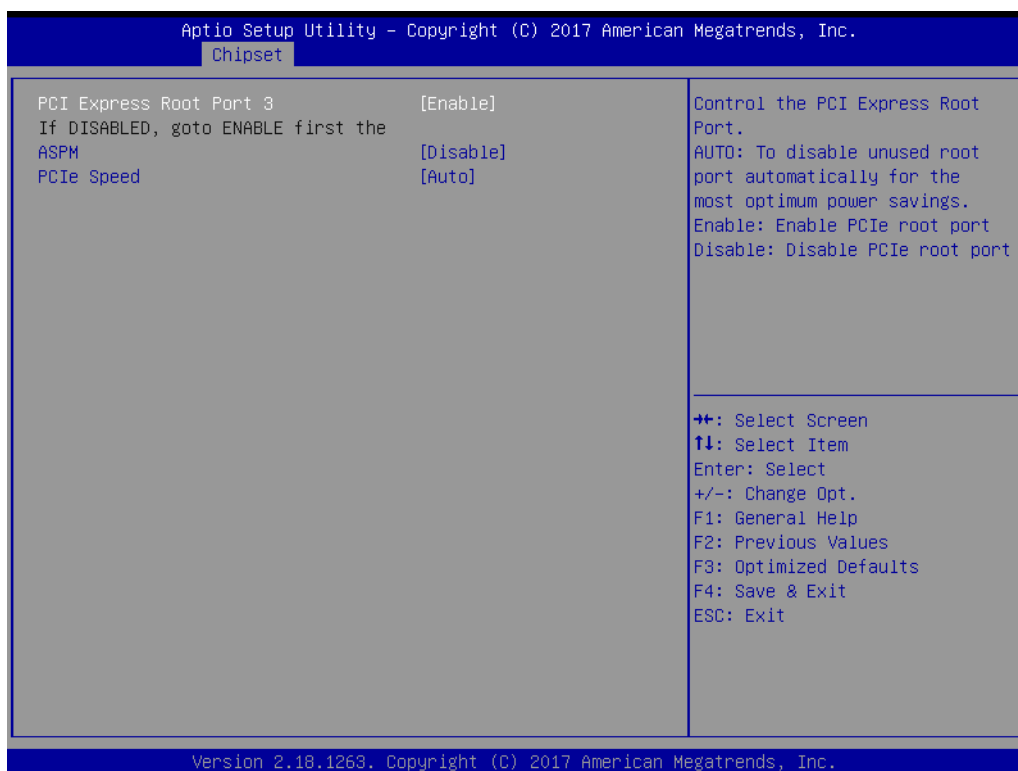 Aptio Setup Utility – Copyright (C) 2017 American Megatrends, Inc.
Chipset
PCI Express Root Port 3 [Enable]
If DISABLED, goto ENABLE first the
ASPM [Disable]
PCIe Speed [Auto]
Control the PCI Express Root
Port.
AUTO: To disable unused root
port automatically for the
most optimum power savings.
Enable: Enable PCIe root port
Disable: Disable PCIe root port
→←: Select Screen
↑↓: Select Item
Enter: Select
+/-: Change Opt.
F1: General Help
F2: Previous Values
F3: Optimized Defaults
F4: Save & Exit
ESC: Exit
Version 2.18.1263. Copyright (C) 2017 American Megatrends, Inc.